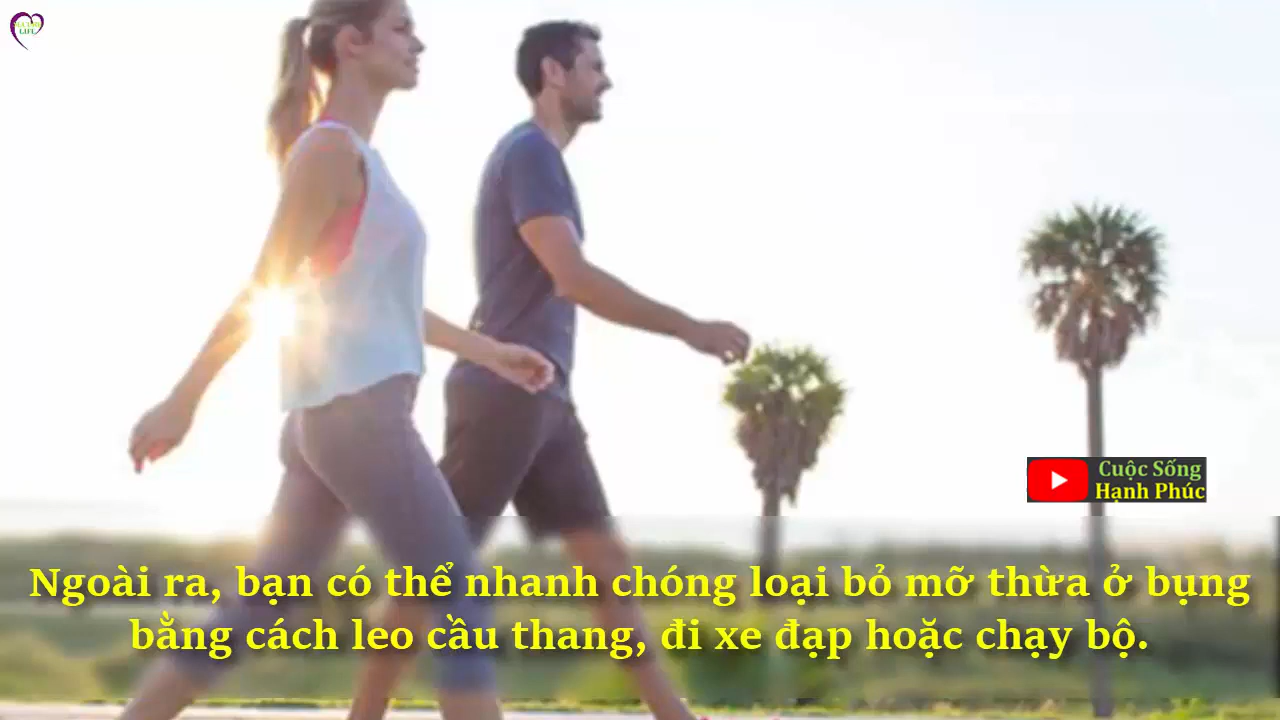 Cuộc Sống
Hạnh Phúc
Ngoài ra, bạn có thể nhanh chóng loại bỏ mỡ thừa ở bụng
bằng cách leo cầu thang, đi xe đạp hoặc chạy bộ.